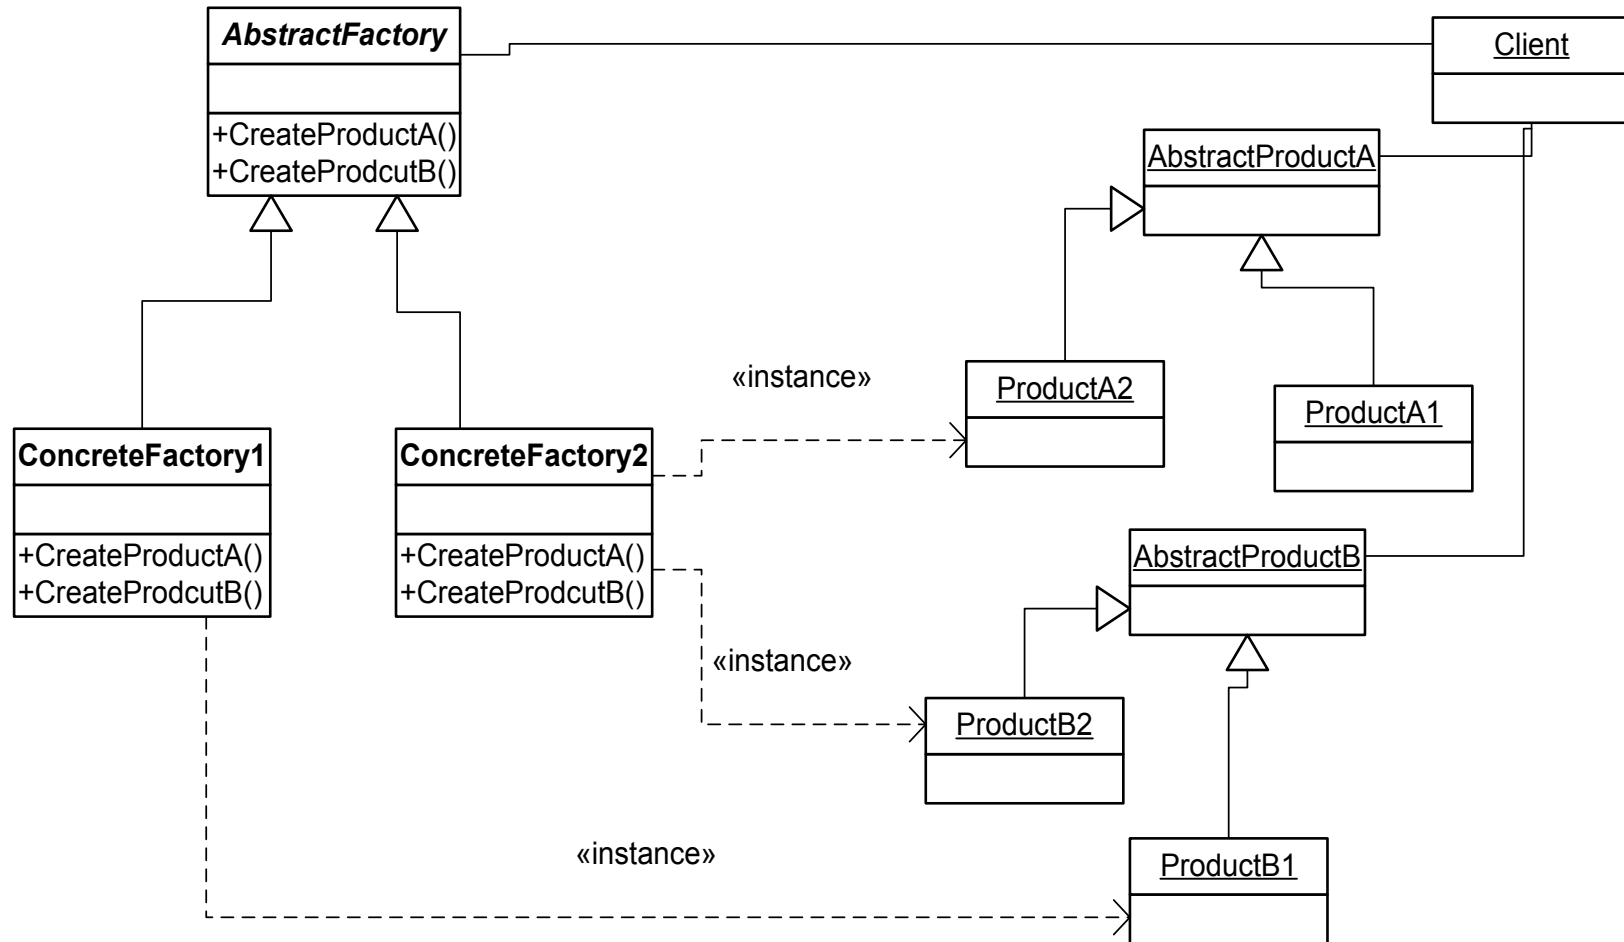 AbstractFactory
+CreateProductA()
+CreateProdcutB()
Client
AbstractProductA
«instance»
ProductA2
ProductA1
ConcreteFactory1
+CreateProductA()
+CreateProdcutB()
ConcreteFactory2
+CreateProductA()
+CreateProdcutB()
AbstractProductB
«instance»
ProductB2
«instance»
ProductB1